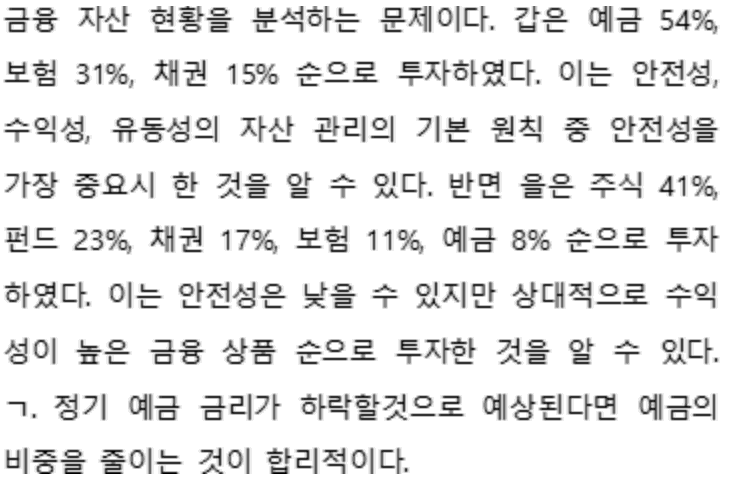 금융 자산 현황을 분석하는 문제이다. 갑은 예금 54%,
보험 31%, 채권 15% 순으로 투자하였다. 이는 안전성,
수익성, 유동성의 자산 관리의 기본 원칙 중 안전성을
가장 중요시 한 것을 알 수 있다. 반면 을은 주식 41%,
펀드 23%, 채권 17%, 보험 11%, 예금 8% 순으로 투자
하였다. 이는 안전성은 낮을 수 있지만 상대적으로 수익
성이 높은 금융 상품 순으로 투자한 것을 알 수 있다.
ㄱ. 정기 예금 금리가 하락할것으로 예상된다면 예금의
비중을 줄이는 것이 합리적이다.